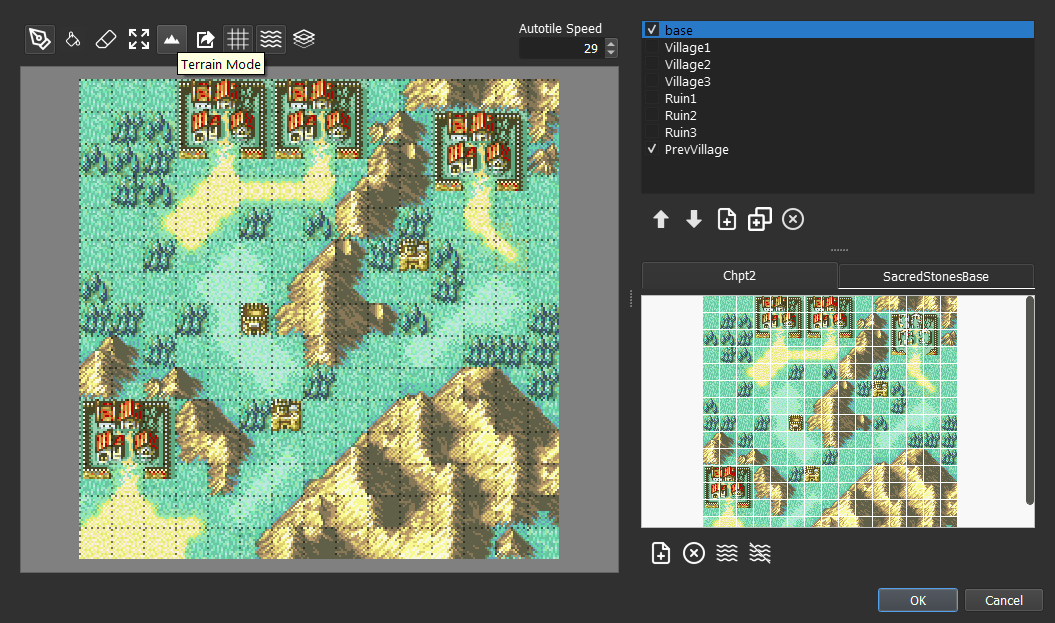 Autotile Speed
29
Terrain Mode
base
Village1
Village2
Village3
Ruin1
Ruin2
Ruin3
PrevVillage
Chpt2
SacredStonesBase
OK
Cancel